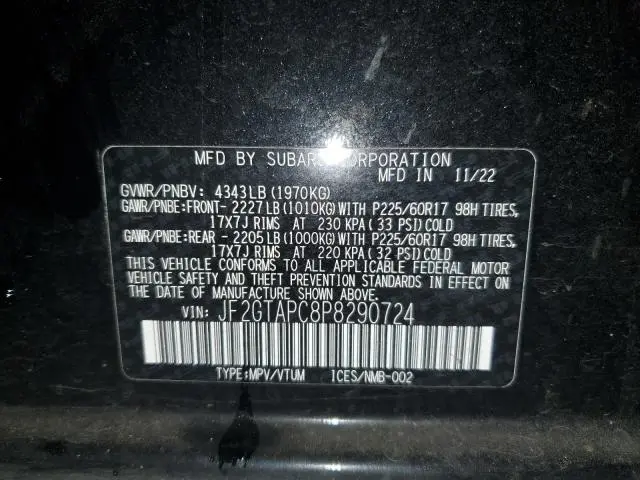 MFD BY SUBARU CORPORATION
MFD IN 11/22
GVWR/PNBV: 4343LB (1970KG)
GAWR/PNBE:FRONT- 2227LB (1010KG) WITH P225/60R17 98H TIRES,
17X7J RIMS AT 230 KPA (33 PSI) COLD
GAWR/PNBE:REAR - 2205LB (1000KG) WITH P225/60R17 98H TIRES,
17X7J RIMS AT 220 KPA (32 PSI) COLD
THIS VEHICLE CONFORMS TO ALL APPLICABLE FEDERAL MOTOR
VEHICLE SAFETY AND THEFT PREVENTION STANDARDS IN EFFECT ON
THE DATE OF MANUFACTURE SHOWN ABOVE.
VIN: JF2GTAPC8P8290724
TYPE:MPV/VTUM ICES/NMB-002